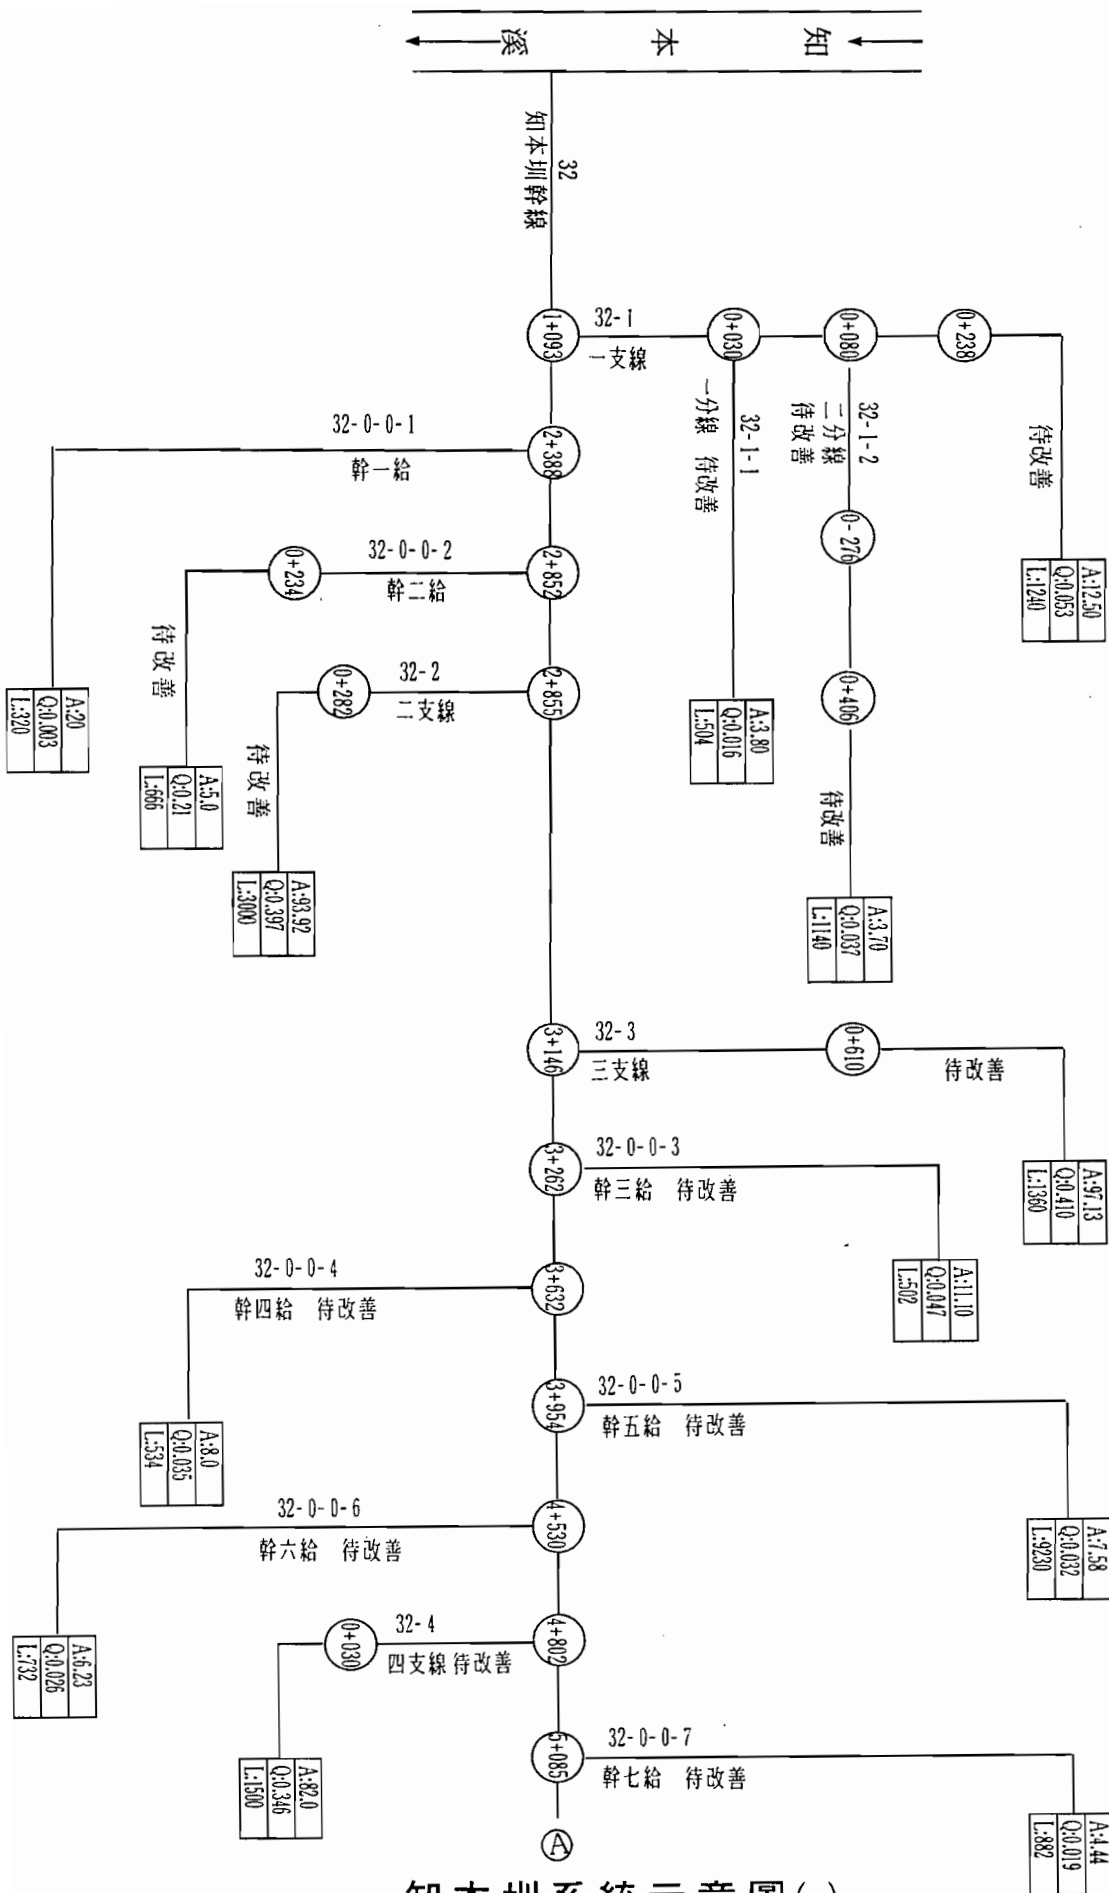 知本溪
32
知本圳幹線
1+093
32-1
一支線
0+030
0+080
0+238
待改善
A:12.50
Q:0.053
L:1240
32-1-2
二分線
待改善
0-276
0+406
待改善
A:3.70
Q:0.037
L:1140
32-1-1
一分線 待改善
A:3.80
Q:0.016
L:504
2+388
32-0-0-1
幹一給
A:20
Q:0.003
L:320
2+852
32-0-0-2
幹二給
0+234
待改善
A:5.0
Q:0.21
L:666
2+855
32-2
二支線
0+282
待改善
A:93.92
Q:0.397
L:3000
3+146
32-3
三支線
0+610
待改善
A:97.13
Q:0.410
L:1360
3+262
32-0-0-3
幹三給 待改善
A:11.10
Q:0.047
L:502
3+632
32-0-0-4
幹四給 待改善
A:8.0
Q:0.035
L:534
3+954
32-0-0-5
幹五給 待改善
A:7.58
Q:0.032
L:9230
4+530
32-0-0-6
幹六給 待改善
A:6.23
Q:0.026
L:732
4+802
32-4
四支線 待改善
0+030
A:82.0
Q:0.346
L:1500
5+085
32-0-0-7
幹七給 待改善
A:4.44
Q:0.019
L:882
A
知本圳系統示意圖